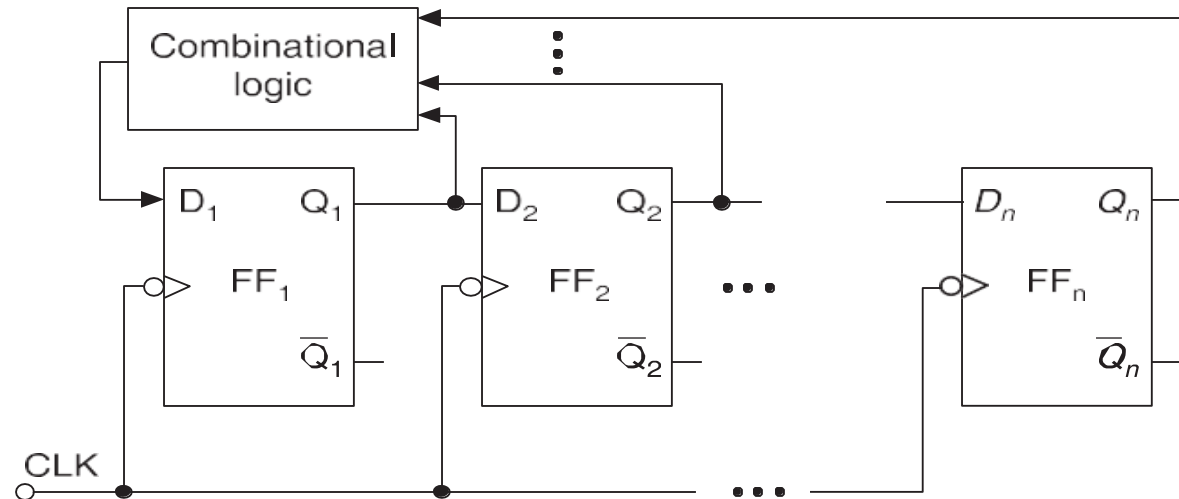 Combinational
logic
D₁ Q₁ D₂ Q₂ Dₙ Qₙ
FF₁ FF₂ FFₙ
Q̅₁ Q̅₂ Q̅ₙ
CLK